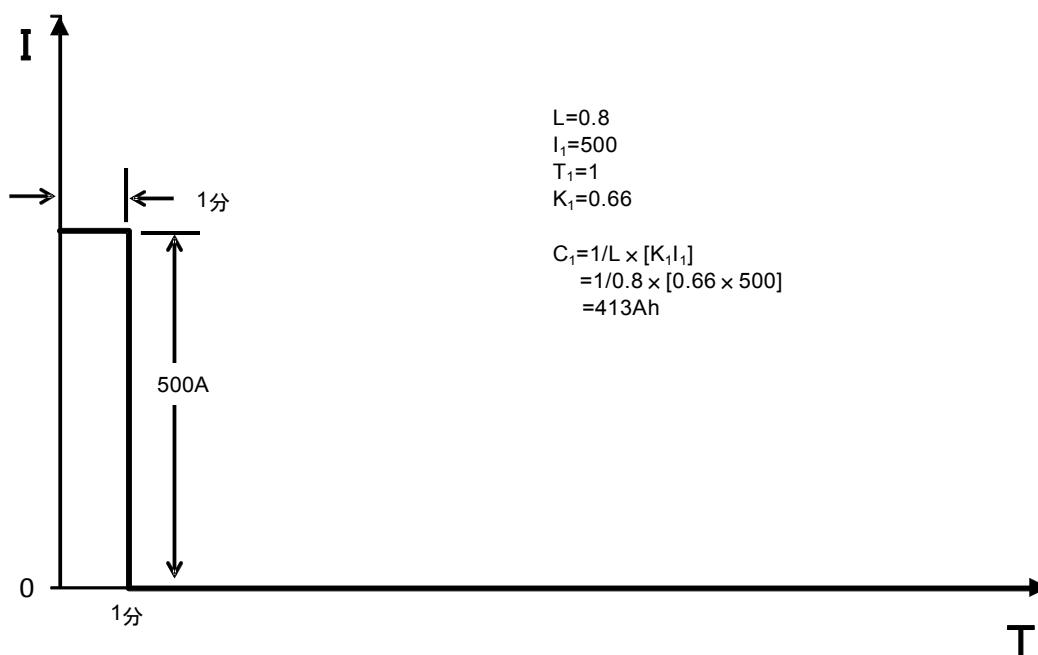 I
L=0.8
I₁=500
T₁=1
K₁=0.66
1分
C₁=1/L×[K₁I₁]
=1/0.8×[0.66×500]
=413Ah
500A
0
1分
T